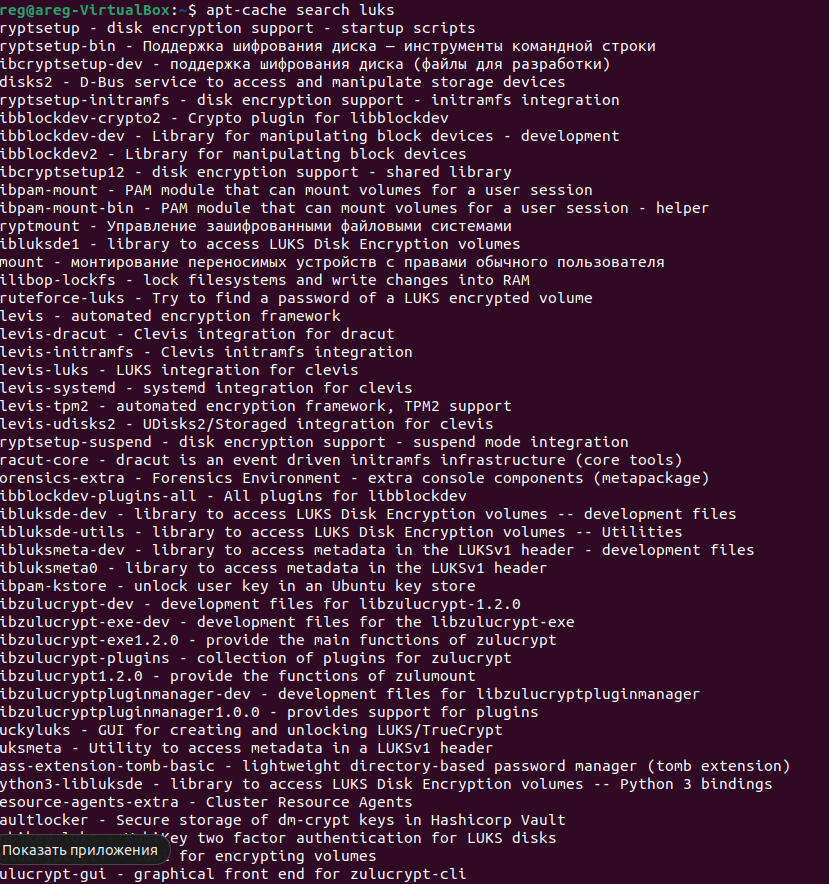 reg@areg-VirtualBox:~$ apt-cache search luks
ryptsetup - disk encryption support - startup scripts
ryptsetup-bin - Поддержка шифрования диска — инструменты командной строки
ibcryptsetup-dev - поддержка шифрования диска (файлы для разработки)
disks2 - D-Bus service to access and manipulate storage devices
ryptsetup-initramfs - disk encryption support - initramfs integration
ibblockdev-crypto2 - Crypto plugin for libblockdev
ibblockdev-dev - Library for manipulating block devices - development
ibblockdev2 - Library for manipulating block devices
ibcryptsetup12 - disk encryption support - shared library
ibpam-mount - PAM module that can mount volumes for a user session
ibpam-mount-bin - PAM module that can mount volumes for a user session - helper
ryptmount - Управление зашифрованными файловыми системами
ibluksde1 - library to access LUKS Disk Encryption volumes
mount - монтирование переносимых устройств с правами обычного пользователя
ilibop-lockfs - lock filesystems and write changes into RAM
ruteforce-luks - Try to find a password of a LUKS encrypted volume
levis - automated encryption framework
levis-dracut - Clevis integration for dracut
levis-initramfs - Clevis initramfs integration
levis-luks - LUKS integration for clevis
levis-systemd - systemd integration for clevis
levis-tpm2 - automated encryption framework, TPM2 support
levis-udisks2 - UDisks2/Storaged integration for clevis
ryptsetup-suspend - disk encryption support - suspend mode integration
racut-core - dracut is an event driven initramfs infrastructure (core tools)
orensics-extra - Forensics Environment - extra console components (metapackage)
ibblockdev-plugins-all - All plugins for libblockdev
ibluksde-dev - library to access LUKS Disk Encryption volumes -- development files
ibluksde-utils - library to access LUKS Disk Encryption volumes -- Utilities
ibluksmeta-dev - library to access metadata in the LUKSv1 header - development files
ibluksmeta0 - library to access metadata in the LUKSv1 header
ibpam-kstore - unlock user key in an Ubuntu key store
ibzulucrypt-dev - development files for libzulucrypt-1.2.0
ibzulucrypt-exe-dev - development files for the libzulucrypt-exe
ibzulucrypt-exe1.2.0 - provide the main functions of zulucrypt
ibzulucrypt-plugins - collection of plugins for zulucrypt
ibzulucrypt1.2.0 - provide the functions of zulumount
ibzulucryptpluginmanager-dev - development files for libzulucryptpluginmanager
ibzulucryptpluginmanager1.0.0 - provides support for plugins
uckyluks - GUI for creating and unlocking LUKS/TrueCrypt
uksmeta - Utility to access metadata in a LUKSv1 header
ass-extension-tomb-basic - lightweight directory-based password manager (tomb extension)
ython3-libluksde - library to access LUKS Disk Encryption volumes -- Python 3 bindings
esource-agents-extra - Cluster Resource Agents
aultlocker - Secure storage of dm-crypt keys in Hashicorp Vault
Key two factor authentication for LUKS disks
Показать приложения
for encrypting volumes
ulucrypt-gui - graphical front end for zulucrypt-cli